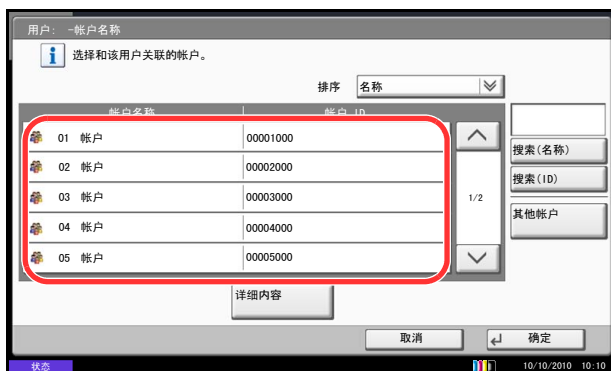 用户: -帐户名称
选择和该用户关联的帐户。
排序 名称
帐户名称 帐户 ID
01 帐户 00001000
02 帐户 00002000
03 帐户 00003000
04 帐户 00004000
05 帐户 00005000
1/2
搜索(名称)
搜索(ID)
其他帐户
详细内容
取消 确定
状态 10/10/2010 10:10